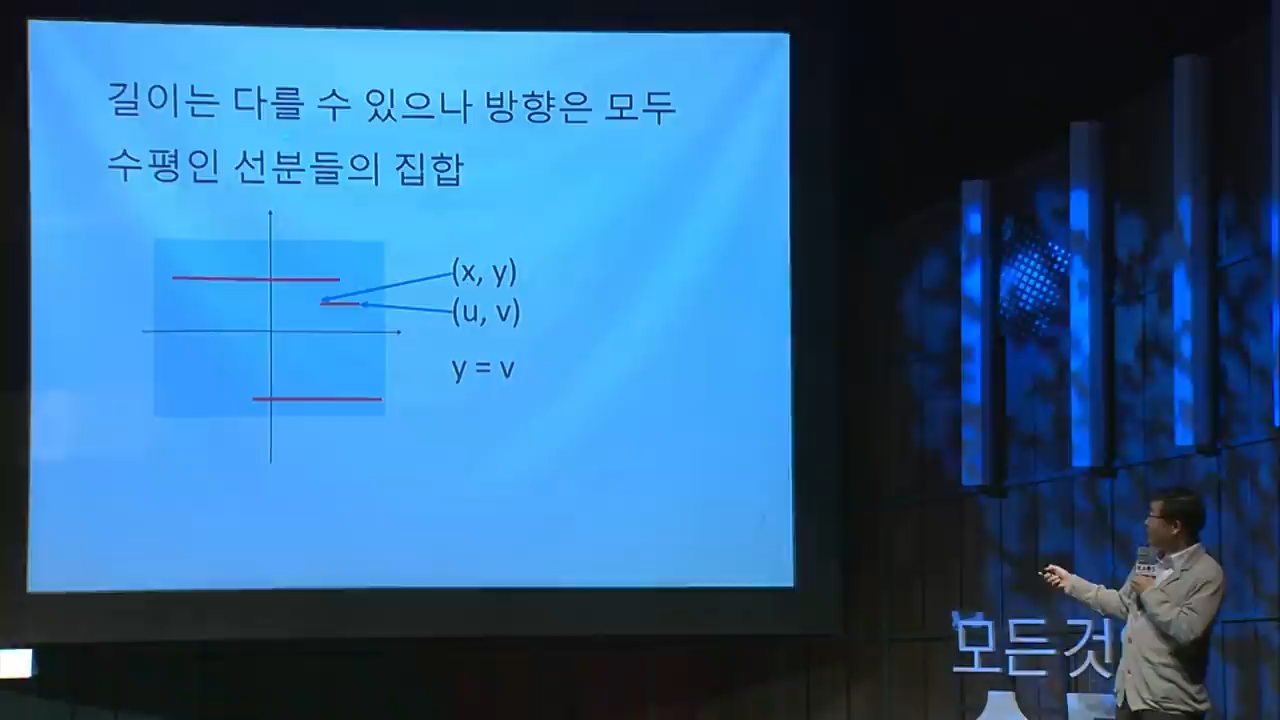 길이는 다를 수 있으나 방향은 모두
수평인 선분들의 집합
(x, y)
(u, v)
y = v
모든것